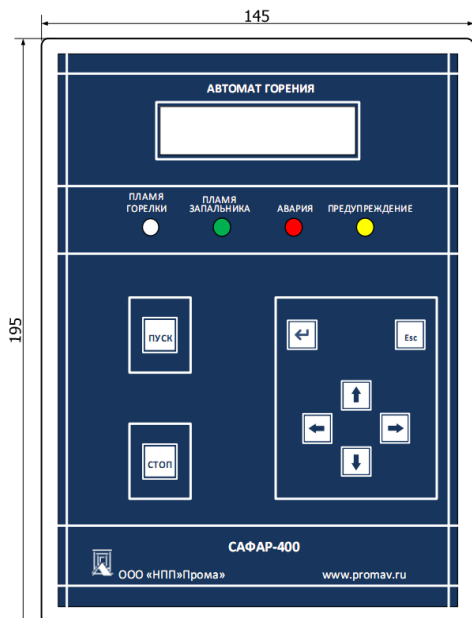 145
195
АВТОМАТ ГОРЕНИЯ
ПЛАМЯ ГОРЕЛКИ
ПЛАМЯ ЗАПАЛЬНИКА
АВАРИЯ
ПРЕДУПРЕЖДЕНИЕ
ПУСК
Esc
СТОП
САФАР-400
ООО «НПП»Прома»
www.promav.ru